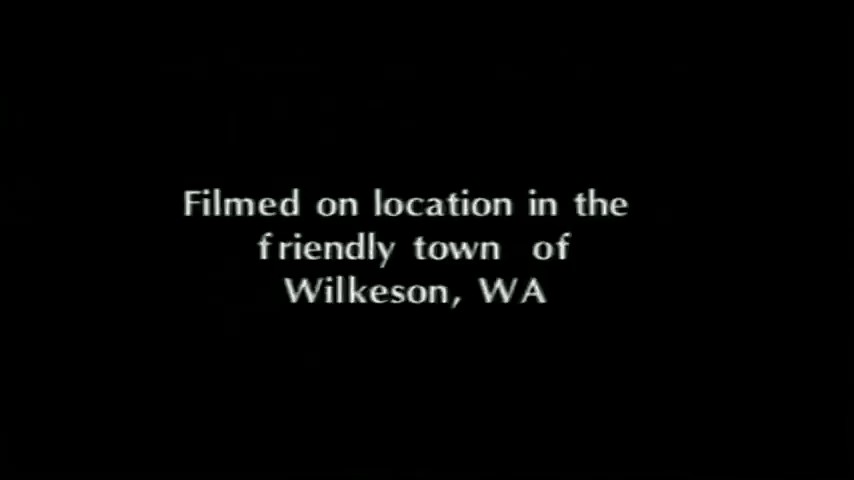 Filmed on location in the
friendly town of
Wilkeson, WA